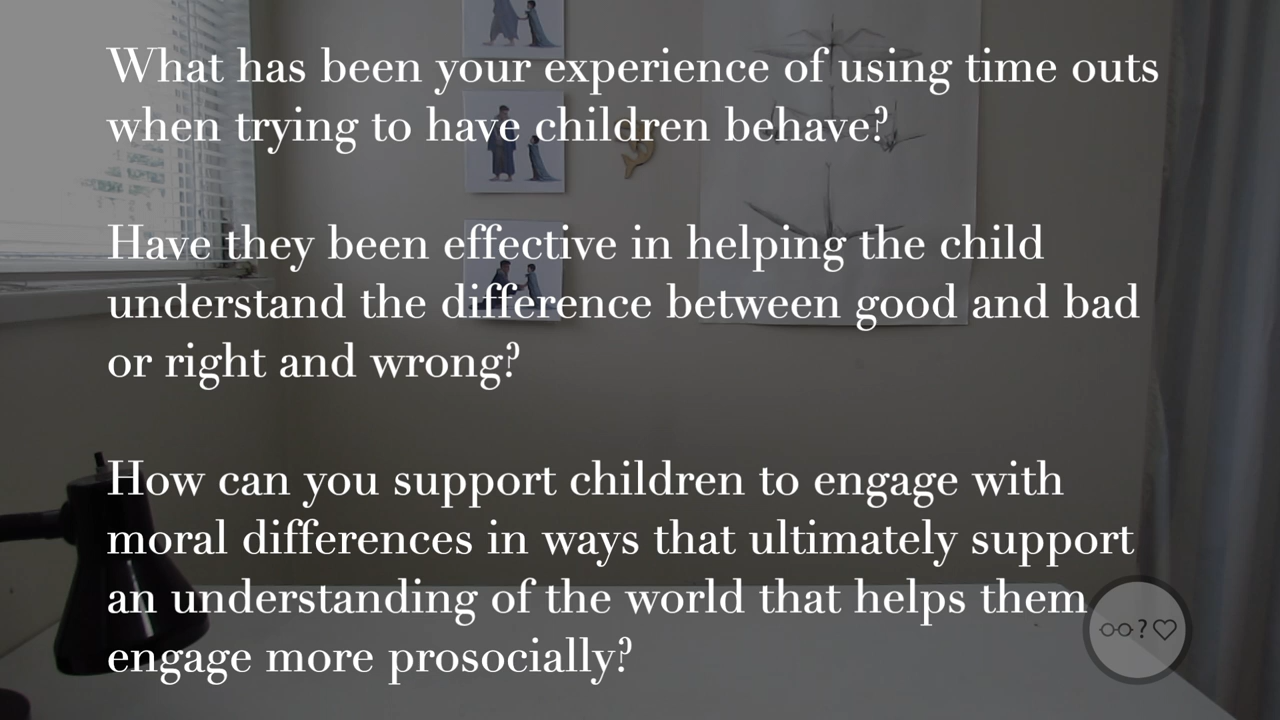 What has been your experience of using time outs
when trying to have children behave?
Have they been effective in helping the child
understand the difference between good and bad
or right and wrong?
How can you support children to engage with
moral differences in ways that ultimately support
an understanding of the world that helps them
engage more prosocially?
?